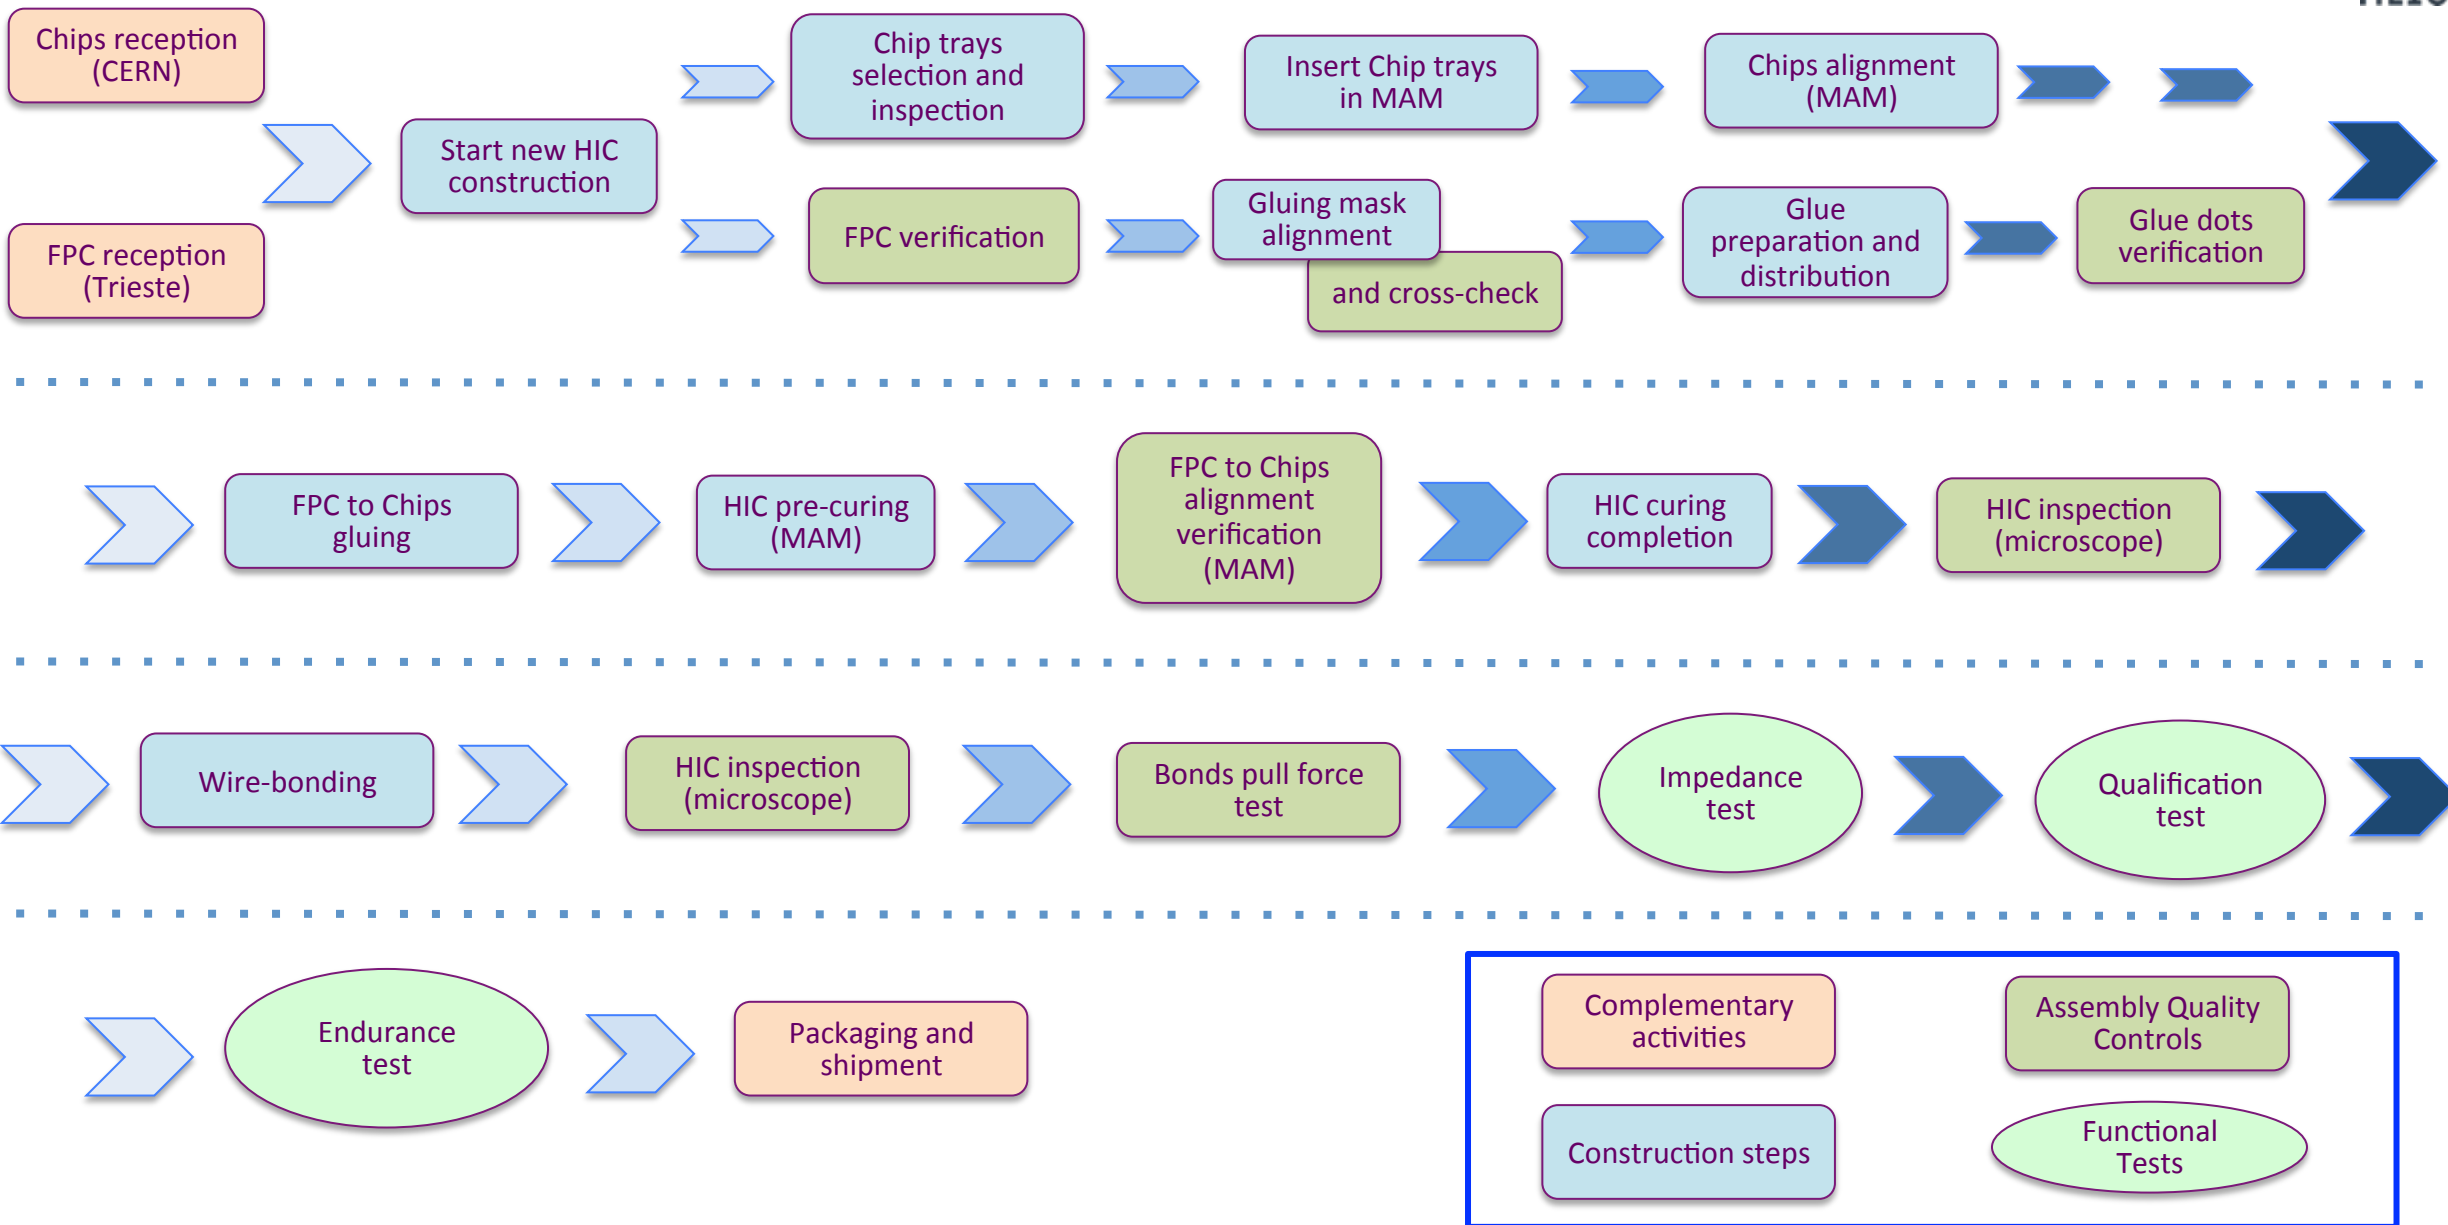 Chips reception
(CERN)
FPC reception
(Trieste)
Start new HIC
construction
Chip trays
selection and
inspection
Insert Chip trays
in MAM
Chips alignment
(MAM)
FPC verification
Gluing mask
alignment
and cross-check
Glue
preparation and
distribution
Glue dots
verification
FPC to Chips
gluing
HIC pre-curing
(MAM)
FPC to Chips
alignment
verification
(MAM)
HIC curing
completion
HIC inspection
(microscope)
Wire-bonding
HIC inspection
(microscope)
Bonds pull force
test
Impedance
test
Qualification
test
Endurance
test
Packaging and
shipment
Complementary
activities
Assembly Quality
Controls
Construction steps
Functional
Tests